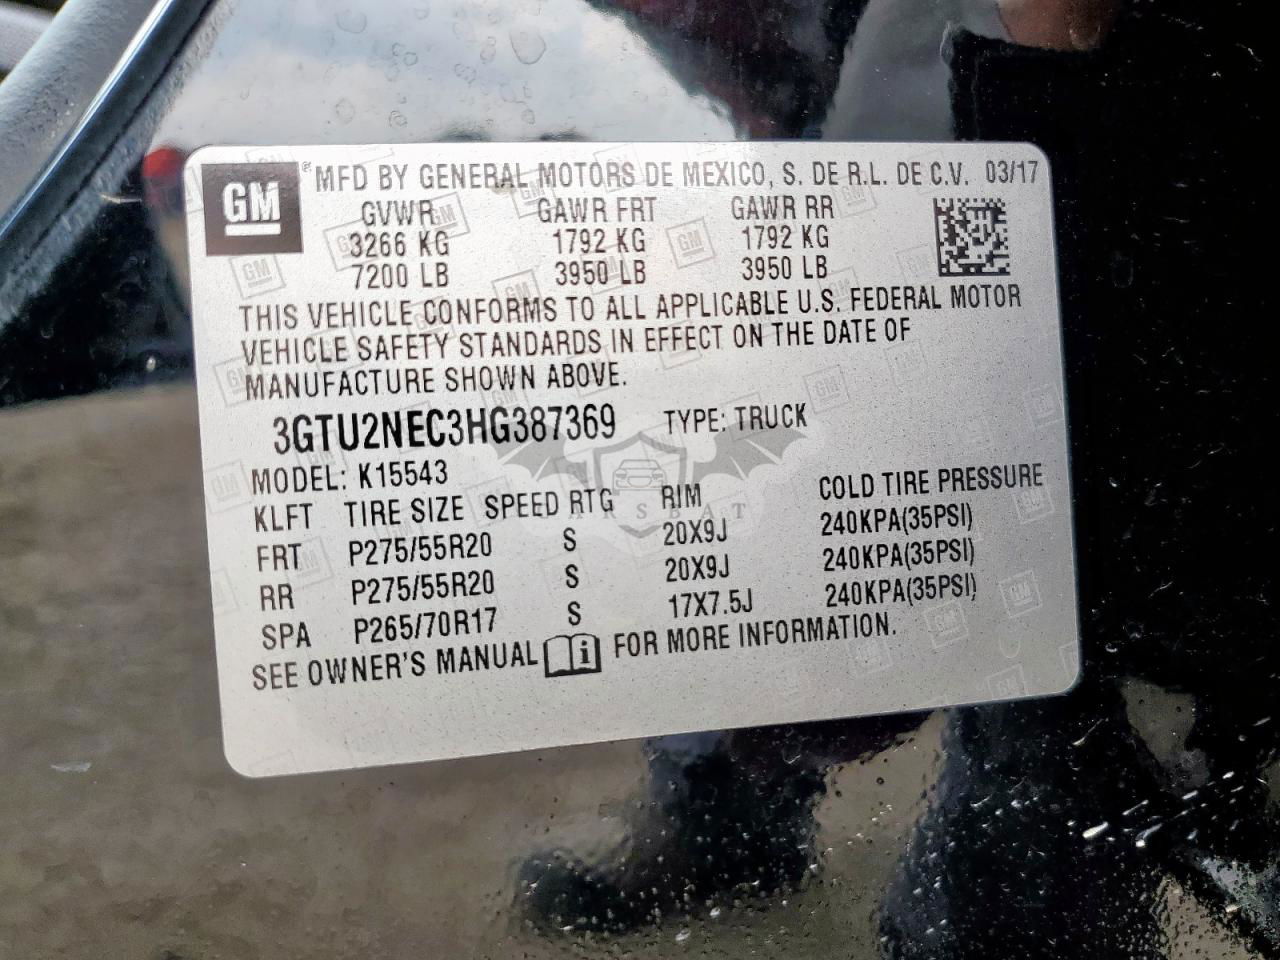 GM
® MFD BY GENERAL MOTORS DE MEXICO, S. DE R.L. DE C.V. 03/17
GVWR GAWR FRT GAWR RR
3266 KG 1792 KG 1792 KG
7200 LB 3950 LB 3950 LB
THIS VEHICLE CONFORMS TO ALL APPLICABLE U.S. FEDERAL MOTOR
VEHICLE SAFETY STANDARDS IN EFFECT ON THE DATE OF
MANUFACTURE SHOWN ABOVE.
3GTU2NEC3HG387369 TYPE: TRUCK
MODEL: K15543
KLFT TIRE SIZE SPEED RTG RIM COLD TIRE PRESSURE
FRT P275/55R20 S 20X9J 240KPA(35PSI)
RR P275/55R20 S 20X9J 240KPA(35PSI)
SPA P265/70R17 S 17X7.5J 240KPA(35PSI)
SEE OWNER'S MANUAL FOR MORE INFORMATION.
CARSBAT